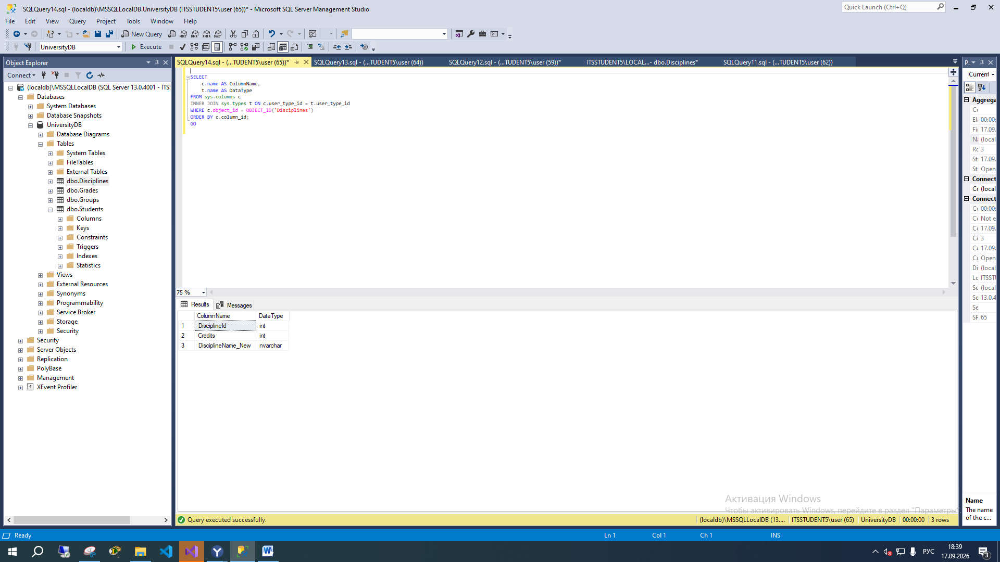 SQLQuery14.sql - (localdb)\MSSQLLocalDB.UniversityDB (ITSSTUDENT5\user (65))* - Microsoft SQL Server Management Studio
Quick Launch (Ctrl+Q)
File Edit View Query Project Tools Window Help
New Query
UniversityDB
Execute
Object Explorer
SQLQuery14.sql - (...TUDENT5\user (65))*
SQLQuery13.sql - (...TUDENT5\user (64))
SQLQuery12.sql - (...TUDENT5\user (59))*
ITSSTUDENT5\LOCAL...- dbo.Disciplines*
SQLQuery11.sql - (...TUDENT5\user (62))
Connect
(localdb)\MSSQLLocalDB (SQL Server 13.0.4001 - ITS
Databases
System Databases
Database Snapshots
UniversityDB
Database Diagrams
Tables
System Tables
FileTables
External Tables
dbo.Disciplines
dbo.Grades
dbo.Groups
dbo.Students
Columns
Keys
Constraints
Triggers
Indexes
Statistics
Views
External Resources
Synonyms
Programmability
Service Broker
Storage
Security
Security
Server Objects
Replication
PolyBase
Management
XEvent Profiler
SELECT
c.name AS ColumnName,
t.name AS DataType
FROM sys.columns c
INNER JOIN sys.types t ON c.user_type_id = t.user_type_id
WHERE c.object_id = OBJECT_ID('Disciplines')
ORDER BY c.column_id;
GO
75 %
Results Messages
ColumnName DataType
1 DisciplineId int
2 Credits int
3 DisciplineName_New nvarchar
Query executed successfully.
(localdb)\MSSQLLocalDB (13.... ITSSTUDENT5\user (65) UniversityDB 00:00:00 3 rows
P.
Current
Aggrega
Cc
Ela 00:00:
Fir 17.09.
Na (local
Rc 3
St 17.09.
St Open
Connect
Cc (local
Connect
Cc 00:00:
Cc Not e
Cc 17.09.
Cc 3
Cc 17.09.
Cc Open
Di (local
Lc ITSSTU
Se (local
Se 13.0.4
Se
SP 65
Name
The name
of the c...
Активация Windows
Чтобы активировать Windows, перейдите в раздел "Параметры".
Ready
Ln 1 Col 1 Ch 1 INS
РУС
18:39
17.09.2026
3